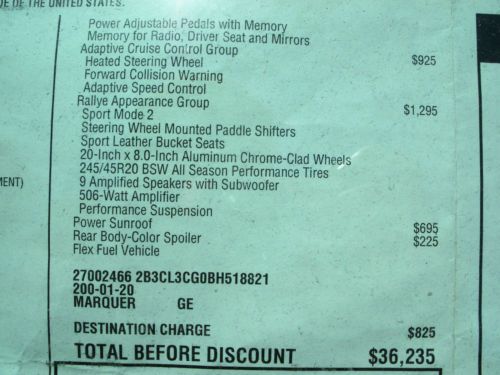 OF THE UNITED STATES.
Power Adjustable Pedals with Memory
Memory for Radio, Driver Seat and Mirrors
Adaptive Cruise Control Group $925
Heated Steering Wheel
Forward Collision Warning
Adaptive Speed Control
Rallye Appearance Group $1,295
Sport Mode 2
Steering Wheel Mounted Paddle Shifters
Sport Leather Bucket Seats
20-Inch x 8.0-Inch Aluminum Chrome-Clad Wheels
245/45R20 BSW All Season Performance Tires
MENT) 9 Amplified Speakers with Subwoofer
506-Watt Amplifier
Performance Suspension
Power Sunroof $695
Rear Body-Color Spoiler $225
Flex Fuel Vehicle
27002466 2B3CL3CG0BH518821
200-01-20
MARQUER GE
DESTINATION CHARGE $825
TOTAL BEFORE DISCOUNT $36,235